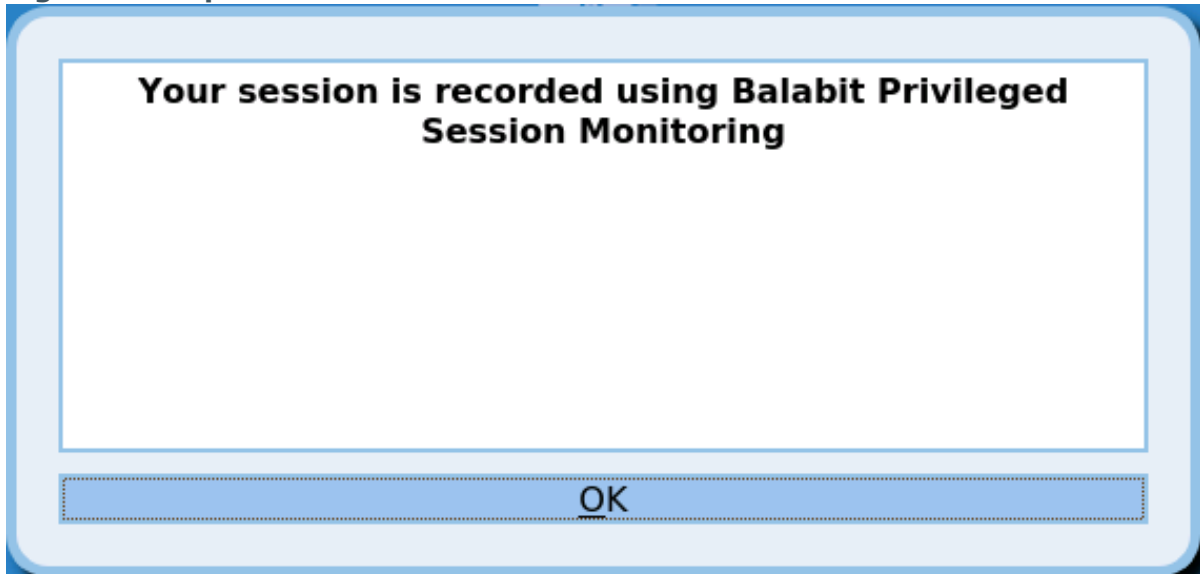 Your session is recorded using Balabit Privileged
Session Monitoring
OK